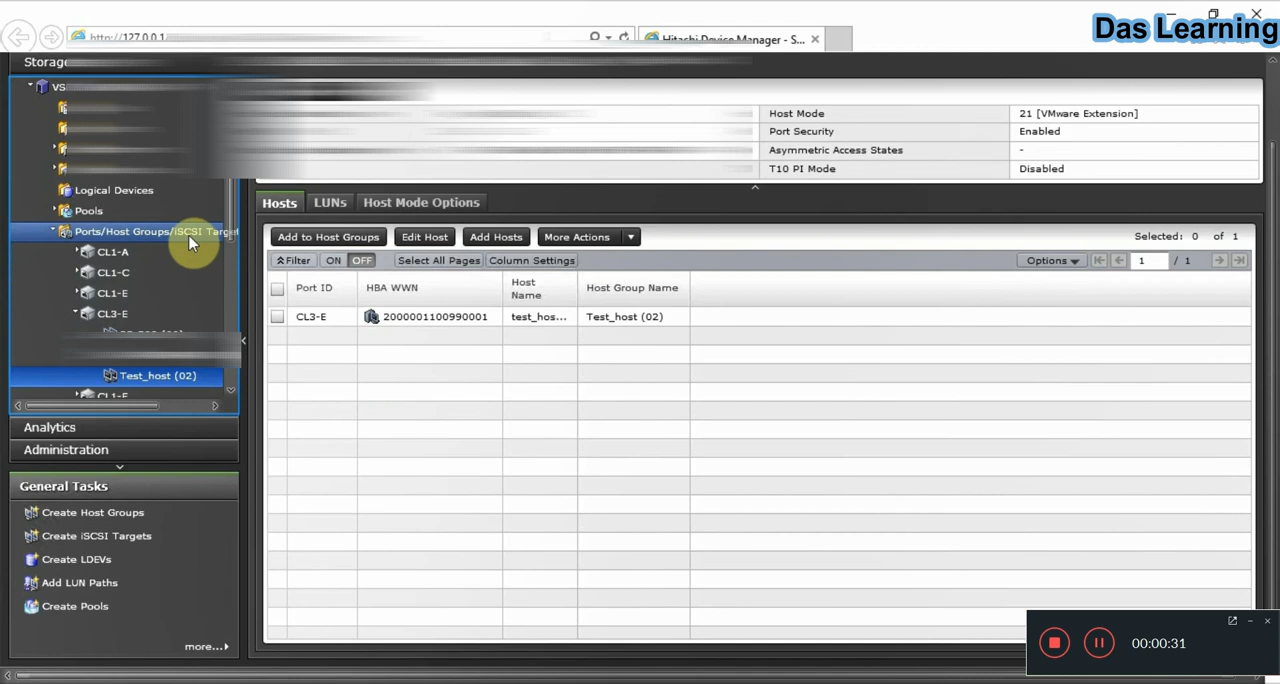 Das Learning
http://127.0.0.1
Hitachi Device Manager - S...
Storage
VS
Host Mode 21 [VMware Extension]
Port Security Enabled
Asymmetric Access States -
T10 PI Mode Disabled
Logical Devices
Pools
Ports/Host Groups/iSCSI Targe
CL1-A
CL1-C
CL1-E
CL3-E
Test_host (02)
Hosts LUNs Host Mode Options
Add to Host Groups Edit Host Add Hosts More Actions
Selected: 0 of 1
Filter ON OFF Select All Pages Column Settings Options 1 / 1
Port ID HBA WWN Host Name Host Group Name
CL3-E 2000001100990001 test_hos... Test_host (02)
Analytics
Administration
General Tasks
Create Host Groups
Create iSCSI Targets
Create LDEVs
Add LUN Paths
Create Pools
more...
00:00:31